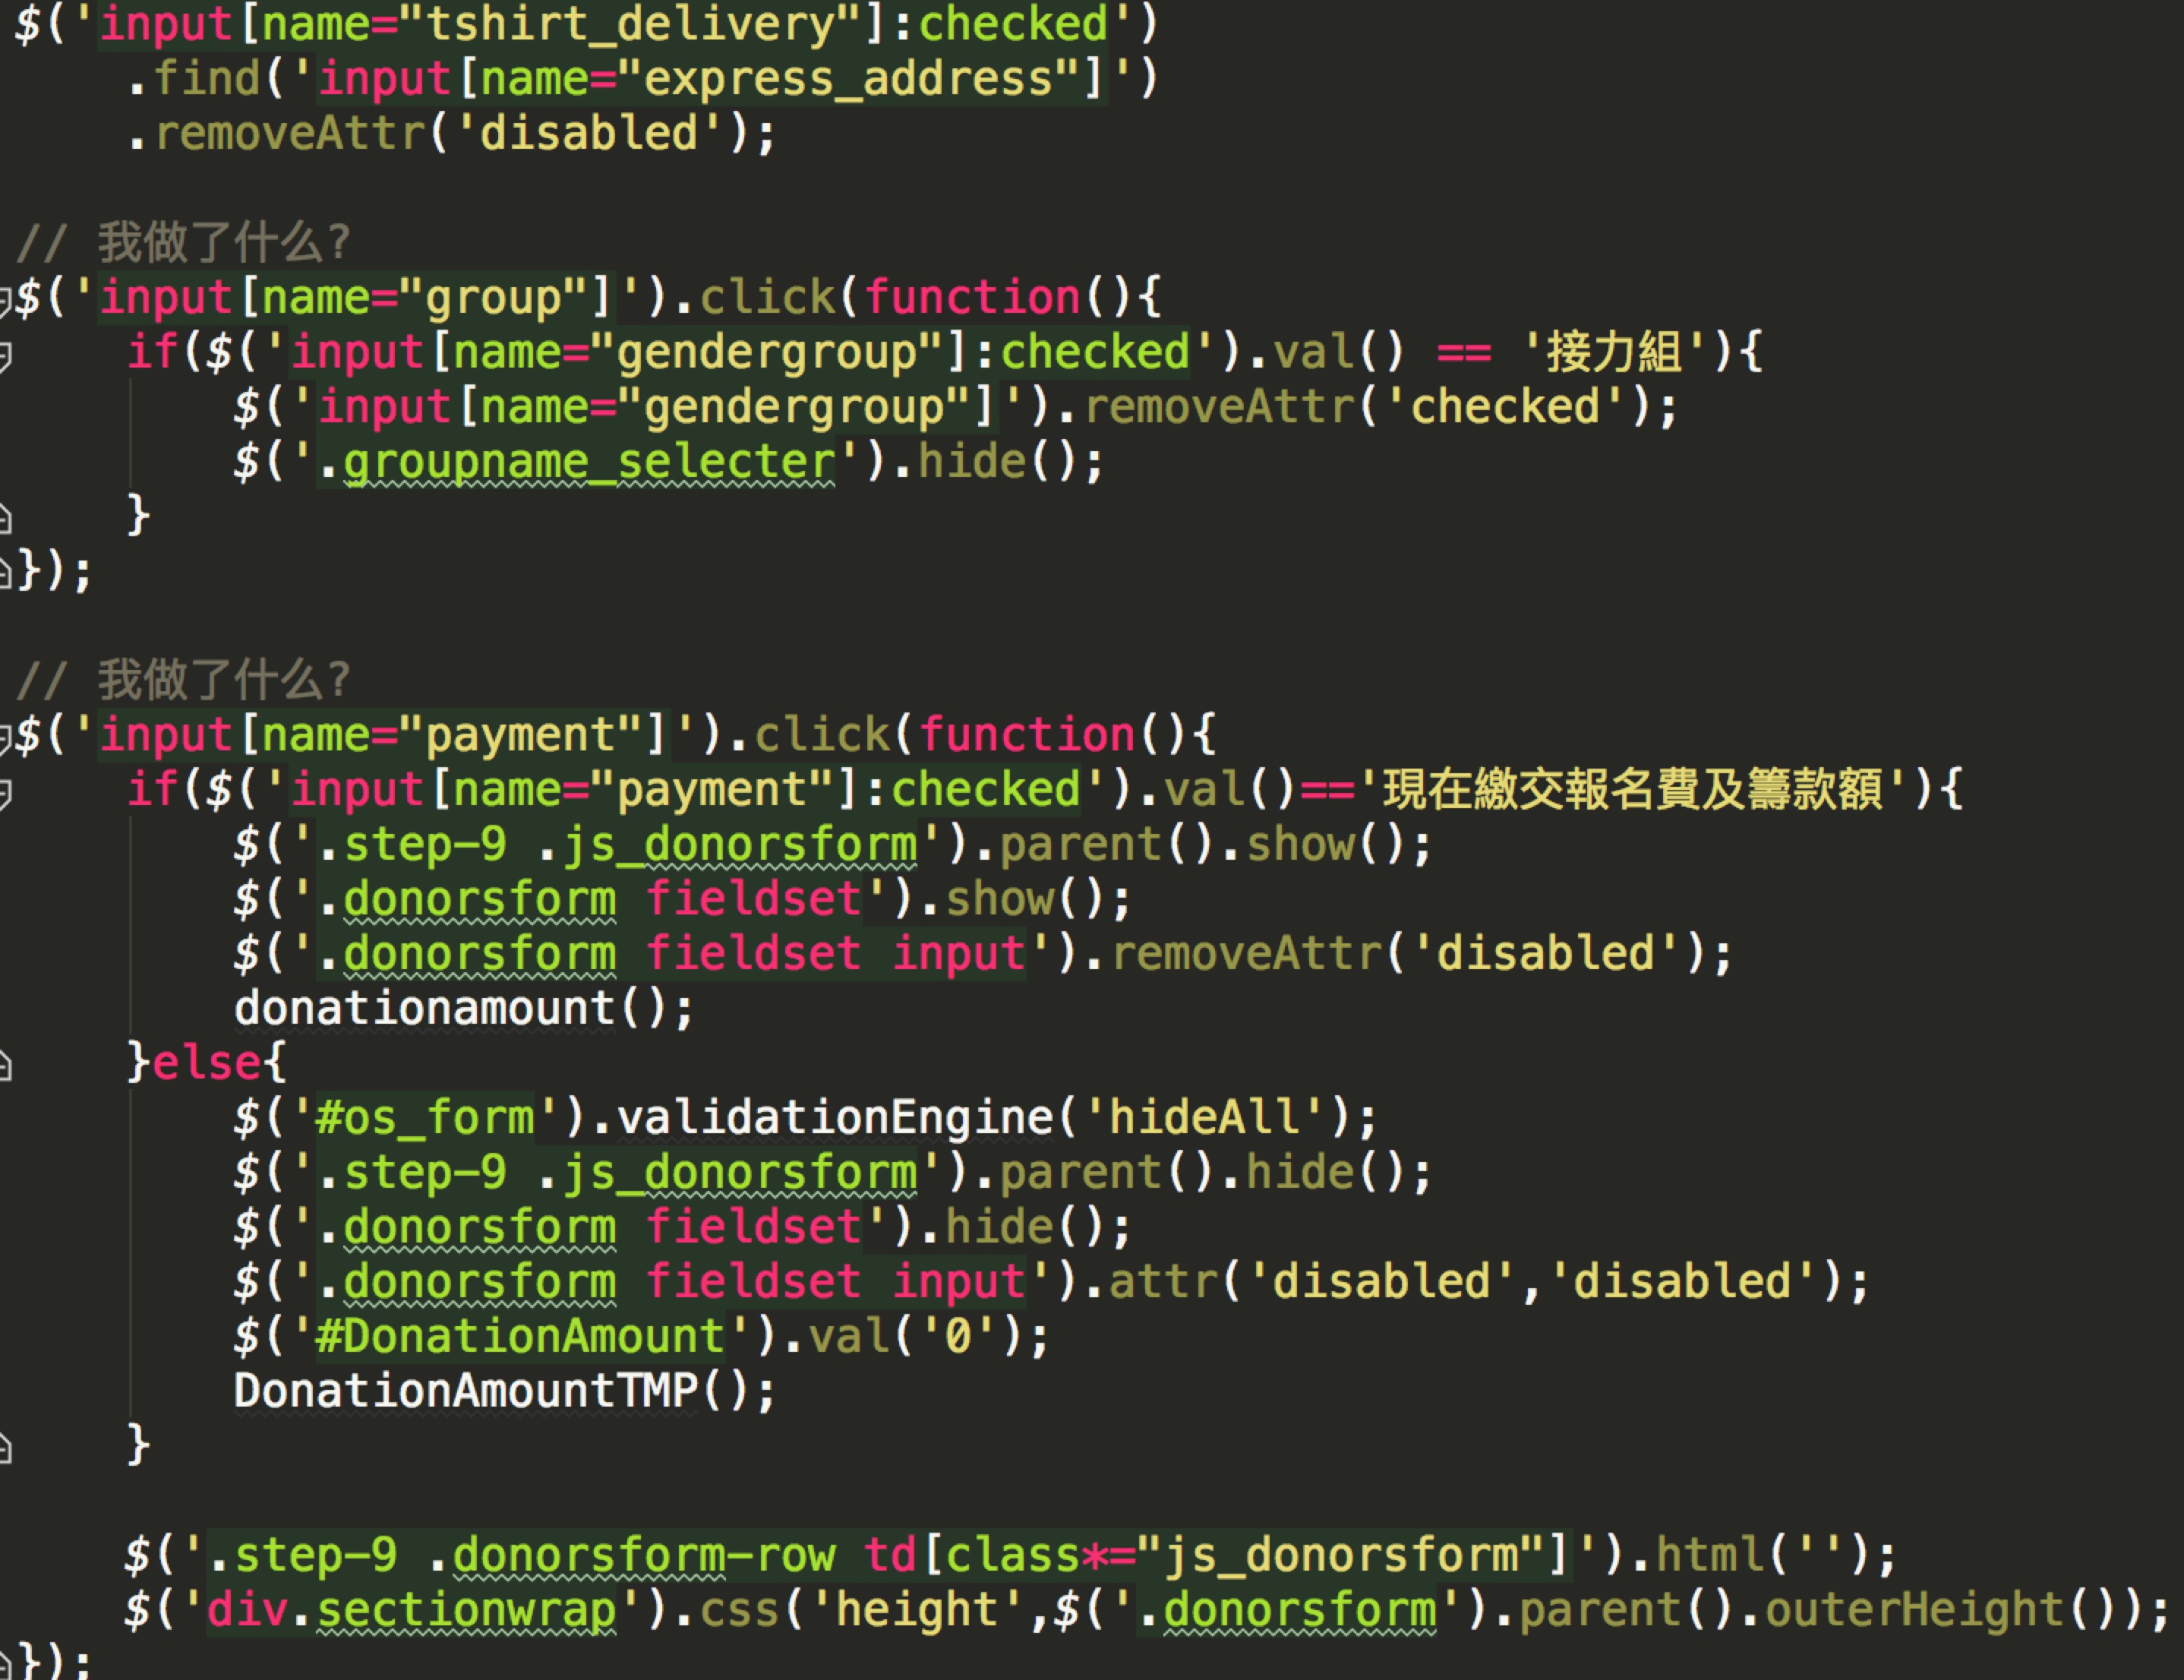 $('input[name="tshirt_delivery"]:checked')
    .find('input[name="express_address"]')
    .removeAttr('disabled');
// 我做了什么?
$('input[name="group"]').click(function(){
    if($('input[name="gendergroup"]:checked').val() == '接力組'){
        $('input[name="gendergroup"]').removeAttr('checked');
        $('.groupname_selecter').hide();
    }
});
// 我做了什么?
$('input[name="payment"]').click(function(){
    if($('input[name="payment"]:checked').val()=='現在繳交報名費及籌款額'){
        $('.step-9 .js_donorsform').parent().show();
        $('.donorsform fieldset').show();
        $('.donorsform fieldset input').removeAttr('disabled');
        donationamount();
    }else{
        $('#os_form').validationEngine('hideAll');
        $('.step-9 .js_donorsform').parent().hide();
        $('.donorsform fieldset').hide();
        $('.donorsform fieldset input').attr('disabled','disabled');
        $('#DonationAmount').val('0');
        DonationAmountTMP();
    }
    $('.step-9 .donorsform-row td[class*="js_donorsform"]').html('');
    $('div.sectionwrap').css('height',$('.donorsform').parent().outerHeight());
});